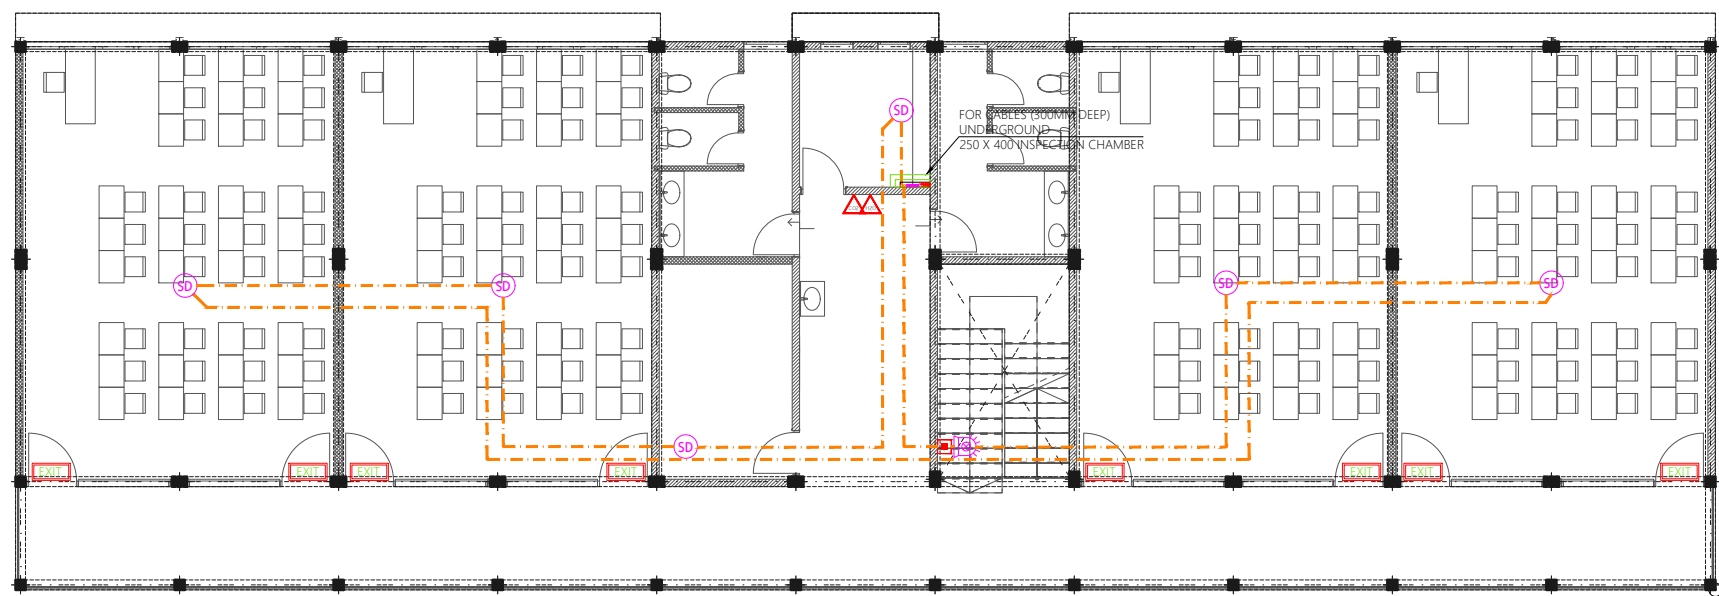 SD
FOR CABLES (300MM DEEP)
UNDERGROUND
250 X 400 INSPECTION CHAMBER
SD
SD
SD
SD
SD
EXIT
EXIT
EXIT
EXIT
EXIT
EXIT
EXIT
EXIT